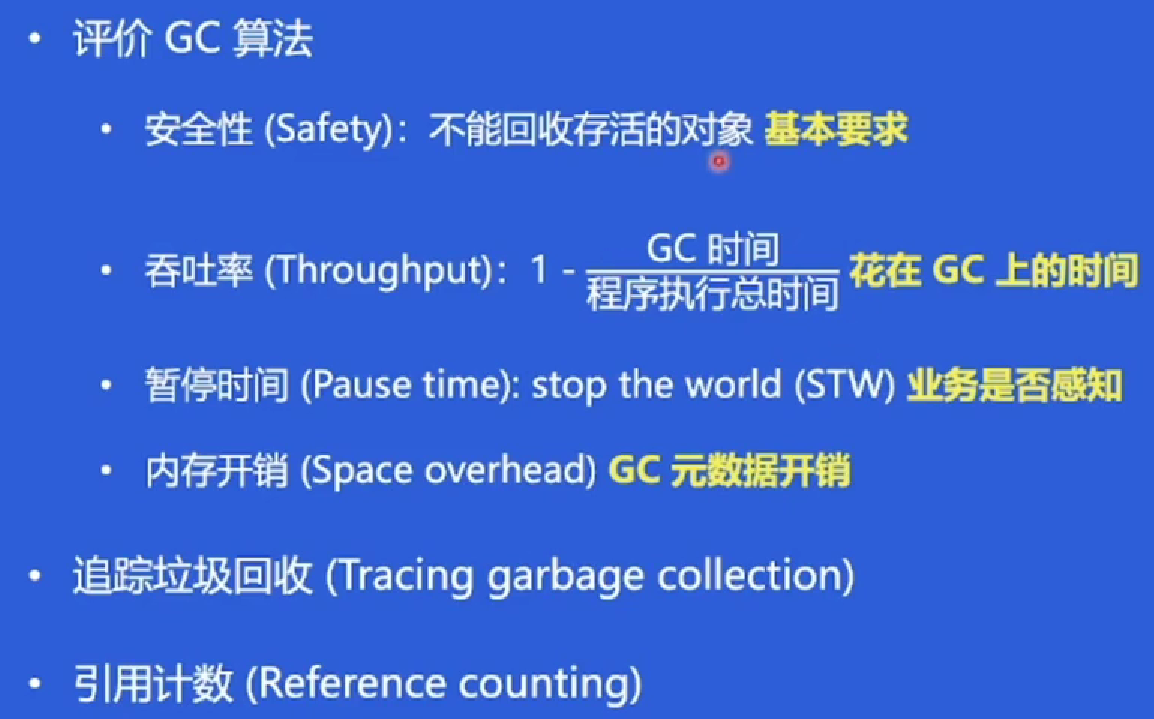 • 评价 GC 算法
• 安全性 (Safety)：不能回收存活的对象 基本要求
• 吞吐率 (Throughput)：1 - GC 时间 / 程序执行总时间 花在 GC 上的时间
• 暂停时间 (Pause time): stop the world (STW) 业务是否感知
• 内存开销 (Space overhead) GC 元数据开销
• 追踪垃圾回收 (Tracing garbage collection)
• 引用计数 (Reference counting)